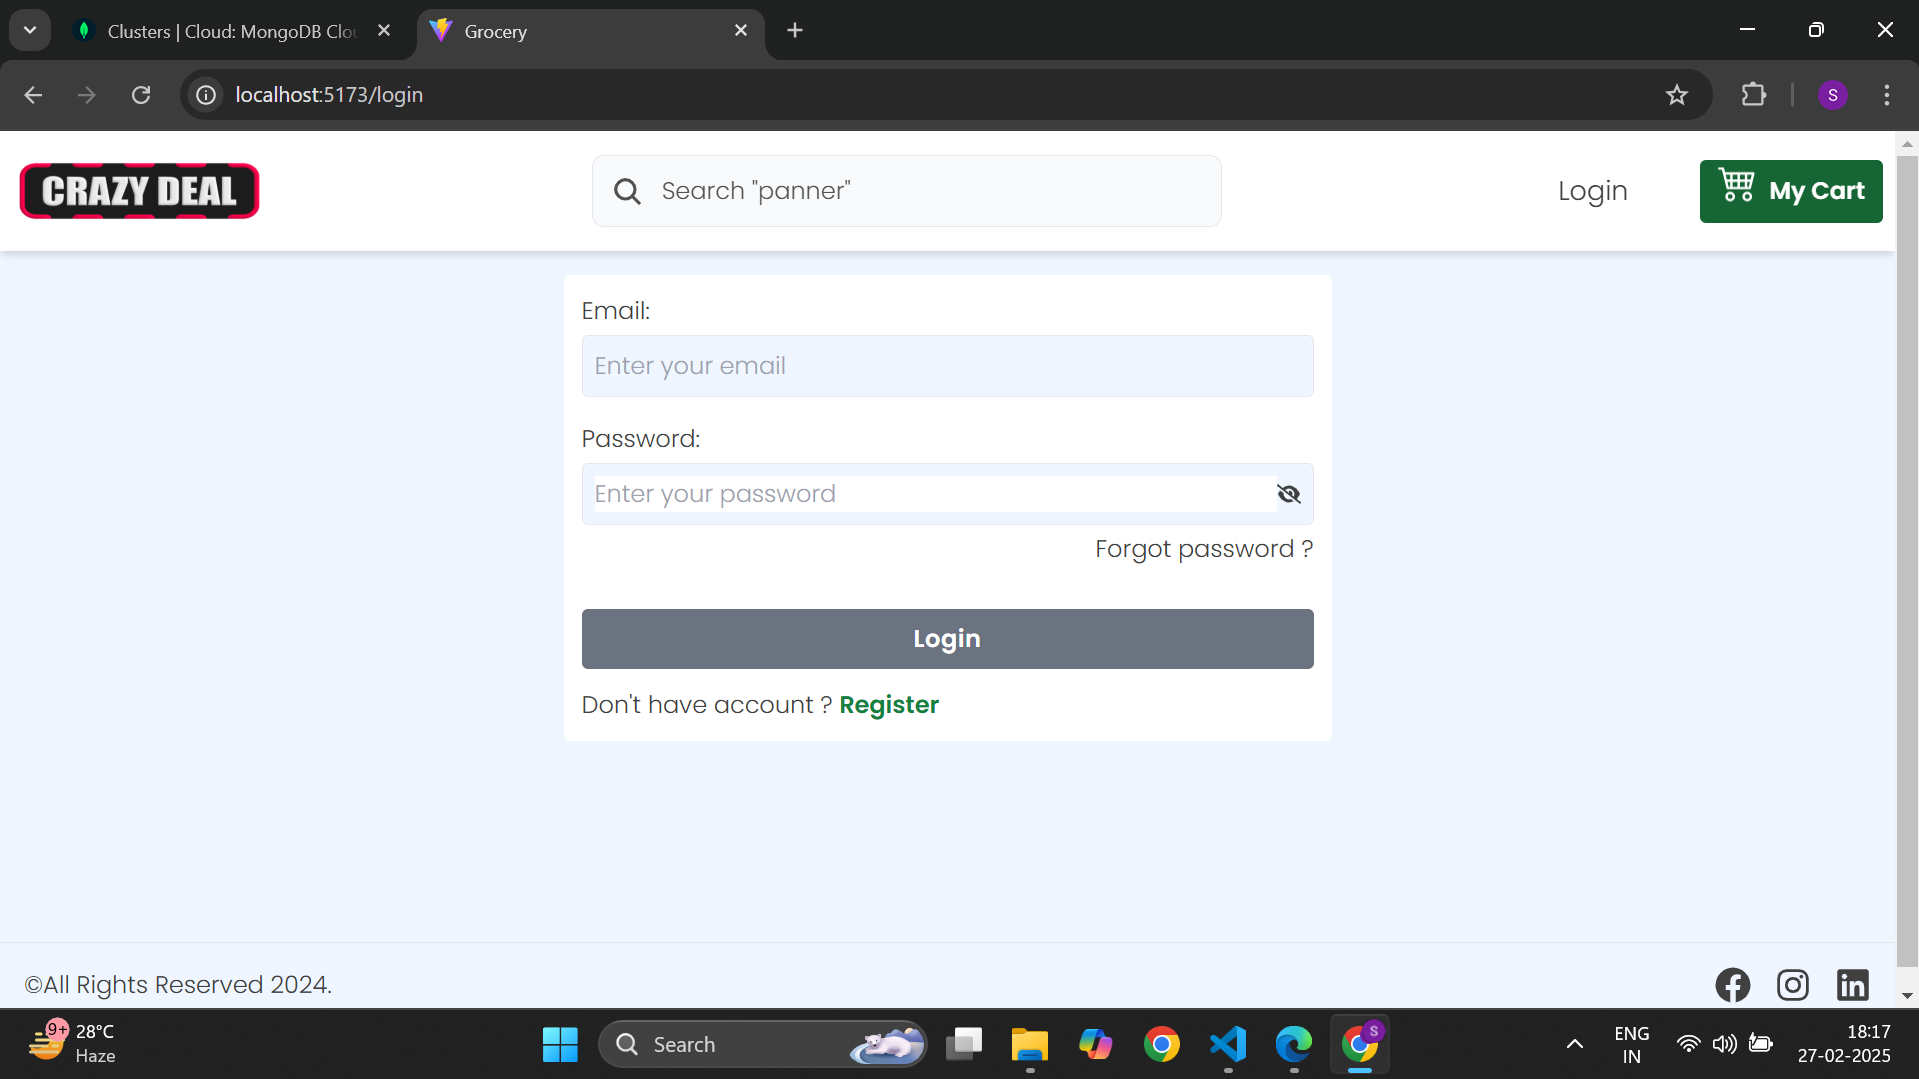 Clusters | Cloud: MongoDB Clou
Grocery
localhost:5173/login
S
CRAZY DEAL
Search "panner"
Login
My Cart
Email:
Enter your email
Password:
Enter your password
Forgot password ?
Login
Don't have account ? Register
©All Rights Reserved 2024.
9+
28°C
Haze
Search
S
ENG
IN
18:17
27-02-2025